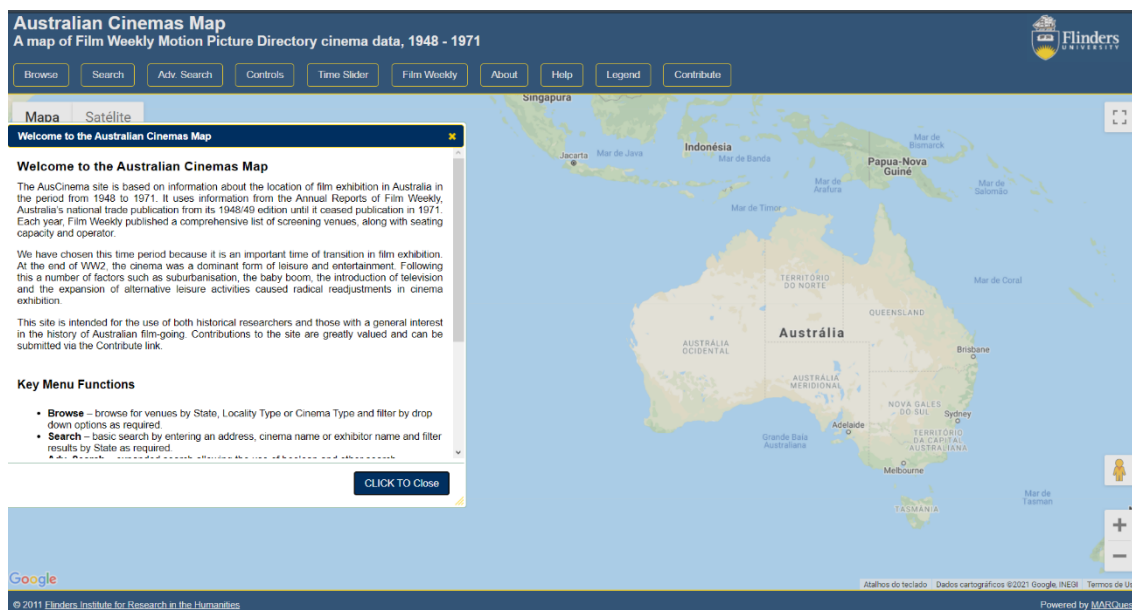 Australian Cinemas Map
A map of Film Weekly Motion Picture Directory cinema data, 1948 - 1971
Flinders
UNIVERSITY
Browse
Search
Adv. Search
Controls
Time Slider
Film Weekly
About
Help
Legend
Contribute
Mapa
Satélite
Welcome to the Australian Cinemas Map
Welcome to the Australian Cinemas Map
The AusCinema site is based on information about the location of film exhibition in Australia in
the period from 1948 to 1971. It uses information from the Annual Reports of Film Weekly,
Australia's national trade publication from its 1948/49 edition until it ceased publication in 1971.
Each year, Film Weekly published a comprehensive list of screening venues, along with seating
capacity and operator.
We have chosen this time period because it is an important time of transition in film exhibition.
At the end of WW2, the cinema was a dominant form of leisure and entertainment. Following
this a number of factors such as suburbanisation, the baby boom, the introduction of television
and the expansion of alternative leisure activities caused radical readjustments in cinema
exhibition.
This site is intended for the use of both historical researchers and those with a general interest
in the history of Australian film-going. Contributions to the site are greatly valued and can be
submitted via the Contribute link.
Key Menu Functions
• Browse – browse for venues by State, Locality Type or Cinema Type and filter by drop
down options as required.
• Search – basic search by entering an address, cinema name or exhibitor name and filter
results by State as required.
CLICK TO Close
Singapura
Jacarta
Mar de Java
Indonésia
Mar de Banda
Mar de
Bismarck
Papua-Nova
Guiné
Mar de
Arafura
Mar de
Salomão
Mar de Timor
TERRITÓRIO
DO NORTE
Mar de Coral
QUEENSLAND
Austrália
AUSTRÁLIA
OCIDENTAL
Brisbane
AUSTRÁLIA
MERIDIONAL
NOVA GALES
DO SUL
Sydney
Adelaide
Grande Baía
Australiana
TERRITÓRIO
DA CAPITAL
AUSTRALIANA
Melbourne
Mar de
Tasman
TASMÂNIA
Google
Atalhos do teclado
Dados cartográficos ©2021 Google, INEGI
Termos de Us
© 2011 Flinders Institute for Research in the Humanities
Powered by MARQues